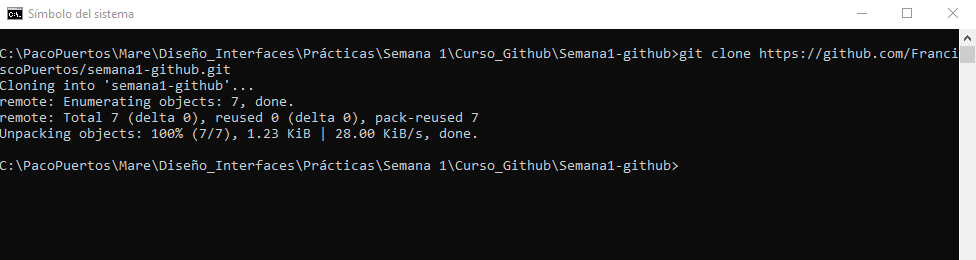 Símbolo del sistema
C:\PacoPuertos\Mare\Diseño_Interfaces\Prácticas\Semana 1\Curso_Github\Semana1-github>git clone https://github.com/Franci
scoPuertos/semana1-github.git
Cloning into 'semana1-github'...
remote: Enumerating objects: 7, done.
remote: Total 7 (delta 0), reused 0 (delta 0), pack-reused 7
Unpacking objects: 100% (7/7), 1.23 KiB | 28.00 KiB/s, done.
C:\PacoPuertos\Mare\Diseño_Interfaces\Prácticas\Semana 1\Curso_Github\Semana1-github>